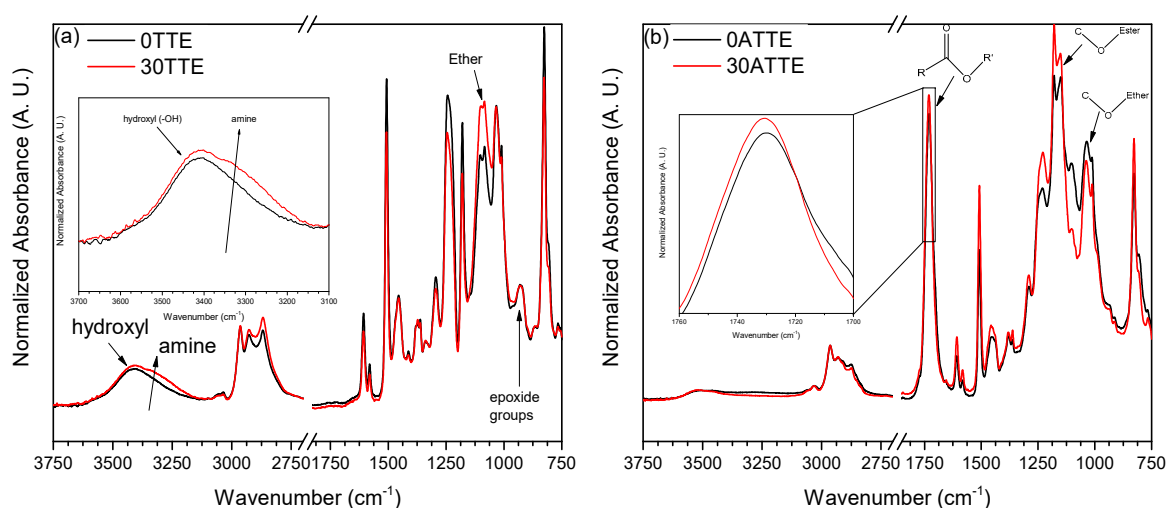 (a)
0TTE
30TTE
Ether
hydroxyl (-OH)
amine
Normalized Absorbance (A. U.)
3700 3600 3500 3400 3300 3200 3100
Wavenumber (cm-1)
hydroxyl
amine
epoxide
groups
Normalized Absorbance (A. U.)
3750 3500 3250 3000 2750 1750 1500 1250 1000 750
Wavenumber (cm-1)
(b)
0ATTE
30ATTE
O
R
O
R'
C
O
Ester
C
O
Ether
Normalized Absorbance (A. U.)
1760 1740 1720 1700
Wavenumber (cm-1)
Normalized Absorbance (A. U.)
3750 3500 3250 3000 2750 1750 1500 1250 1000 750
Wavenumber (cm-1)